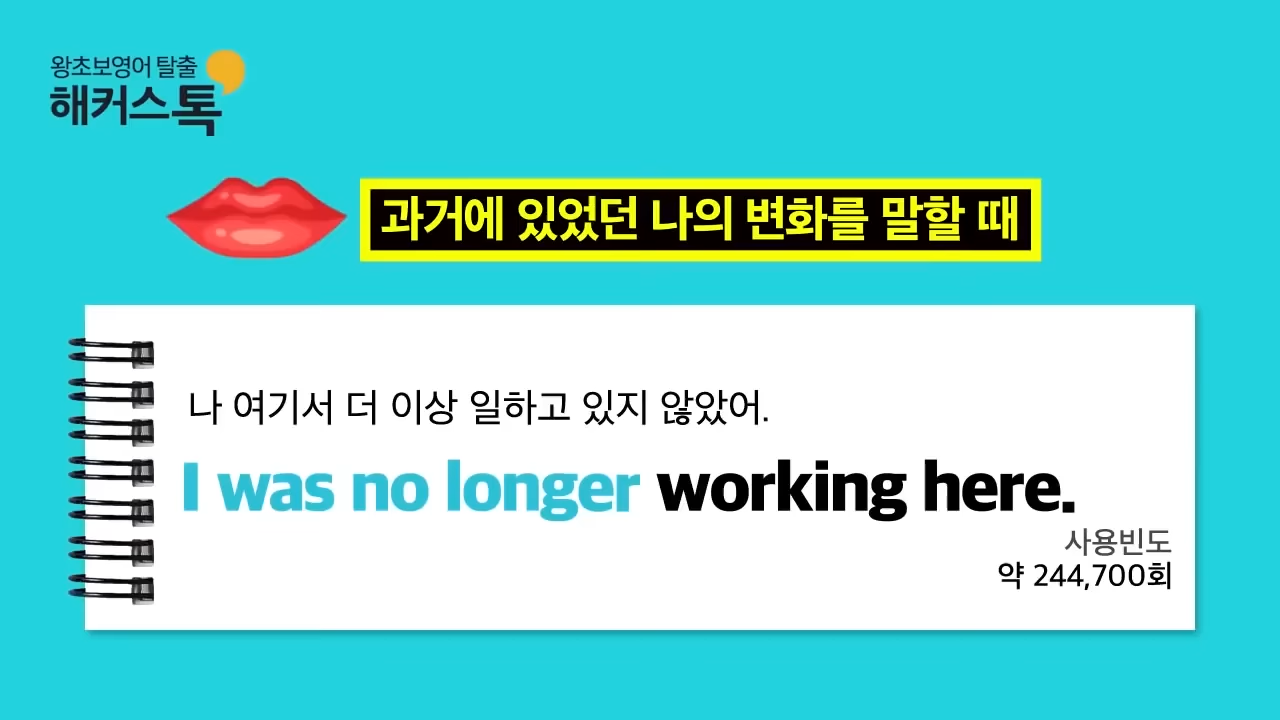 왕초보영어 탈출
해커스톡
과거에 있었던 나의 변화를 말할 때
나 여기서 더 이상 일하고 있지 않았어.
I was no longer working here.
사용빈도
약 244,700회